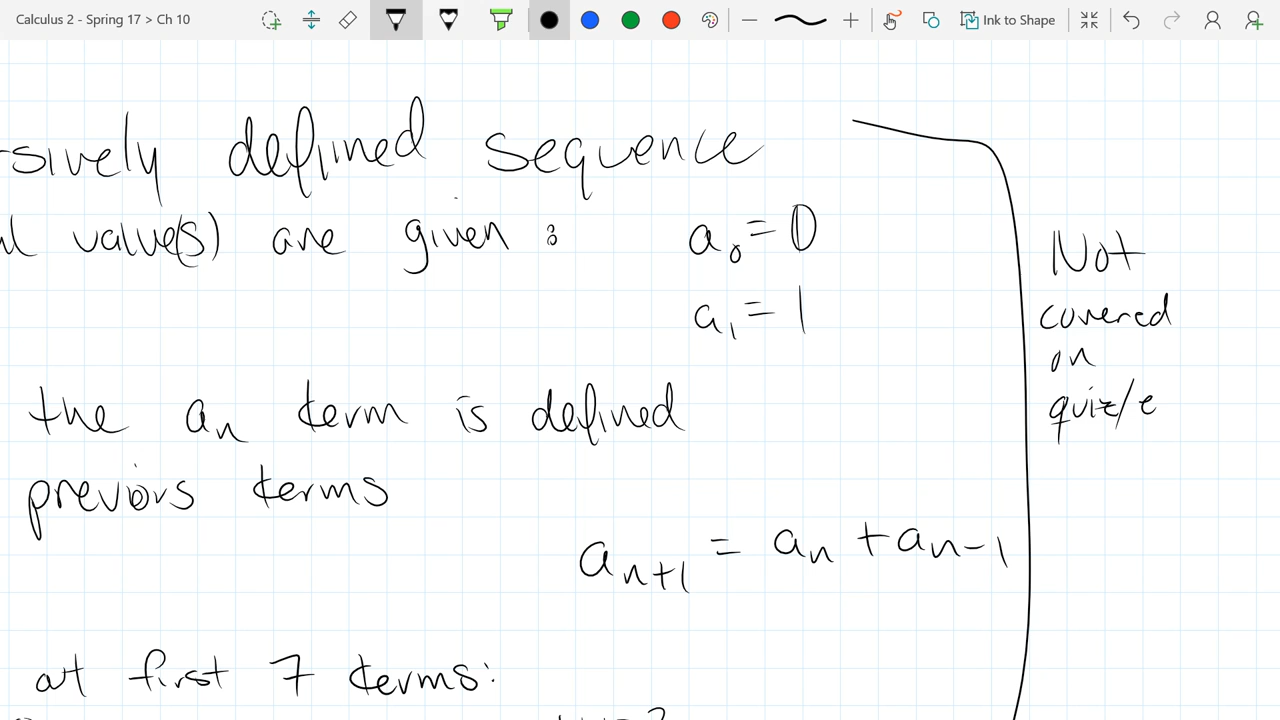 Calculus 2 - Spring 17 > Ch 10
Ink to Shape
sively defined sequence
value(s) are given :
a₀ = 0
a₁ = 1
the aₙ term is defined
previous terms
aₙ₊₁ = aₙ + aₙ₋₁
at first 7 terms:
Not
covered
on
quiz/e